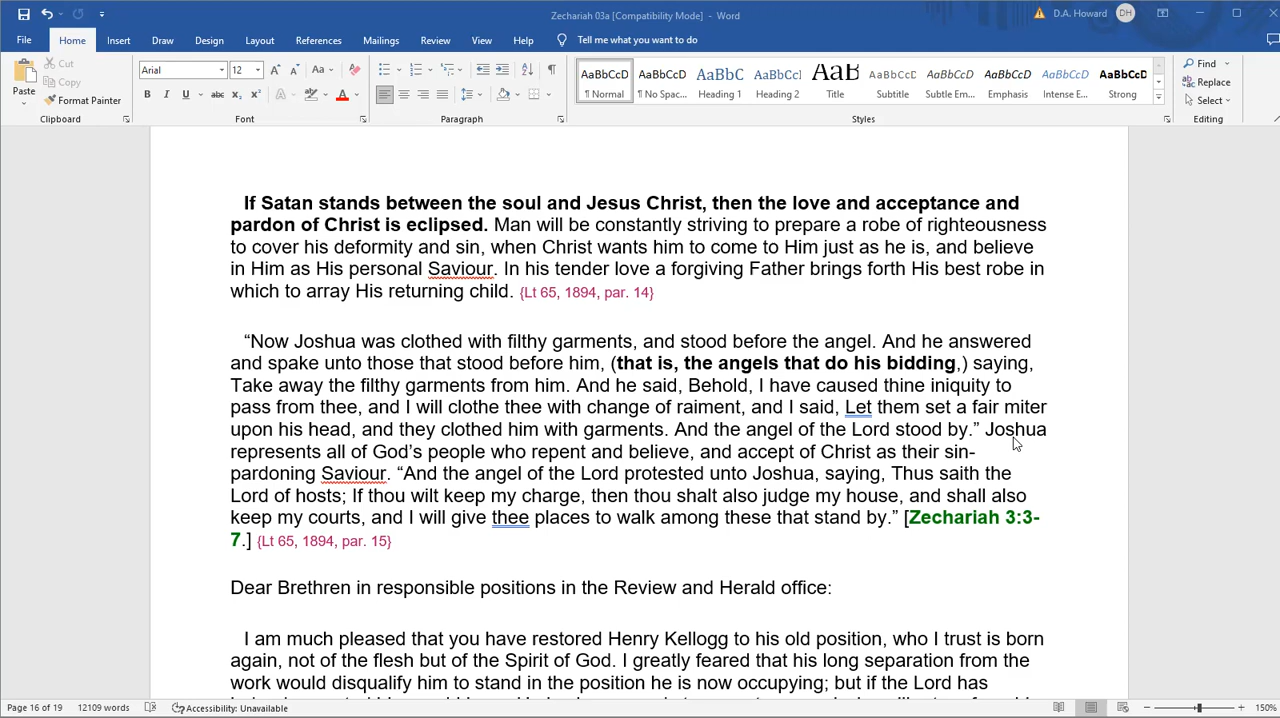 Zechariah 03a [Compatibility Mode] - Word
D.A. Howard DH
File Home Insert Draw Design Layout References Mailings Review View Help Tell me what you want to do
Paste
Cut
Copy
Format Painter
Clipboard
Arial 12 A A Aa A
B I U abc x2 x2 A A
Font
Paragraph
AaBbCcD AaBbCcD AaBbC AaBbCcL AaB AaBbCcD AaBbCcD AaBbCcD AaBbCcD AaBbCcD
¶ Normal ¶ No Spac... Heading 1 Heading 2 Title Subtitle Subtle Em... Emphasis Intense E... Strong
Styles
Find
Replace
Select
Editing
If Satan stands between the soul and Jesus Christ, then the love and acceptance and
pardon of Christ is eclipsed. Man will be constantly striving to prepare a robe of righteousness
to cover his deformity and sin, when Christ wants him to come to Him just as he is, and believe
in Him as His personal Saviour. In his tender love a forgiving Father brings forth His best robe in
which to array His returning child. {Lt 65, 1894, par. 14}
“Now Joshua was clothed with filthy garments, and stood before the angel. And he answered
and spake unto those that stood before him, (that is, the angels that do his bidding,) saying,
Take away the filthy garments from him. And he said, Behold, I have caused thine iniquity to
pass from thee, and I will clothe thee with change of raiment, and I said, Let them set a fair miter
upon his head, and they clothed him with garments. And the angel of the Lord stood by.” Joshua
represents all of God’s people who repent and believe, and accept of Christ as their sin-
pardoning Saviour. “And the angel of the Lord protested unto Joshua, saying, Thus saith the
Lord of hosts; If thou wilt keep my charge, then thou shalt also judge my house, and shall also
keep my courts, and I will give thee places to walk among these that stand by.” [Zechariah 3:3-
7.] {Lt 65, 1894, par. 15}
Dear Brethren in responsible positions in the Review and Herald office:
I am much pleased that you have restored Henry Kellogg to his old position, who I trust is born
again, not of the flesh but of the Spirit of God. I greatly feared that his long separation from the
work would disqualify him to stand in the position he is now occupying; but if the Lord has
Page 16 of 19 12109 words Accessibility: Unavailable 150%